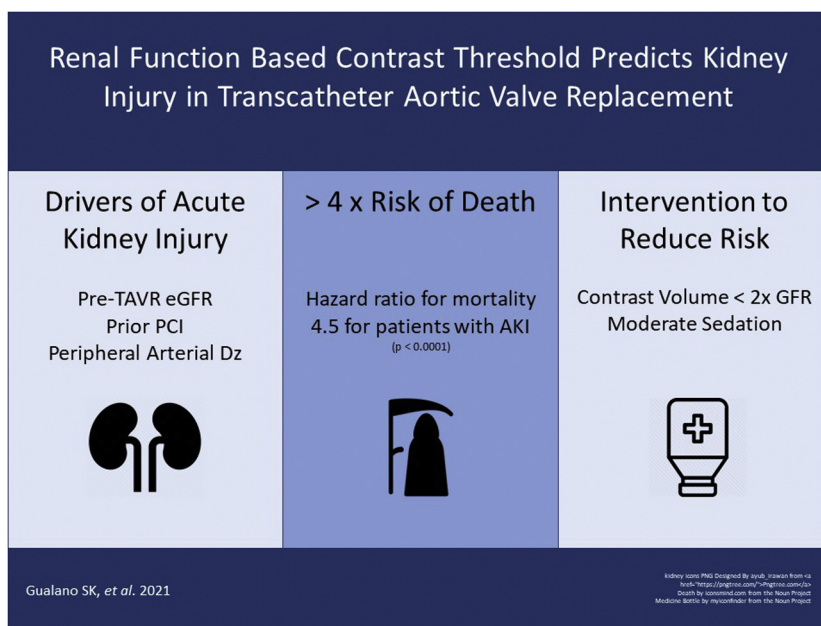 Renal Function Based Contrast Threshold Predicts Kidney
Injury in Transcatheter Aortic Valve Replacement
Drivers of Acute
Kidney Injury
Pre-TAVR eGFR
Prior PCI
Peripheral Arterial Dz
> 4 x Risk of Death
Hazard ratio for mortality
4.5 for patients with AKI
(p < 0.0001)
Intervention to
Reduce Risk
Contrast Volume < 2x GFR
Moderate Sedation
Gualano SK, et al. 2021
kidney icons PNG Designed By ayub_irawan from <a
href="https://pngtree.com/">Pngtree.com</a>
Death by iconsmind.com from the Noun Project
Medicine Bottle by myiconfinder from the Noun Project